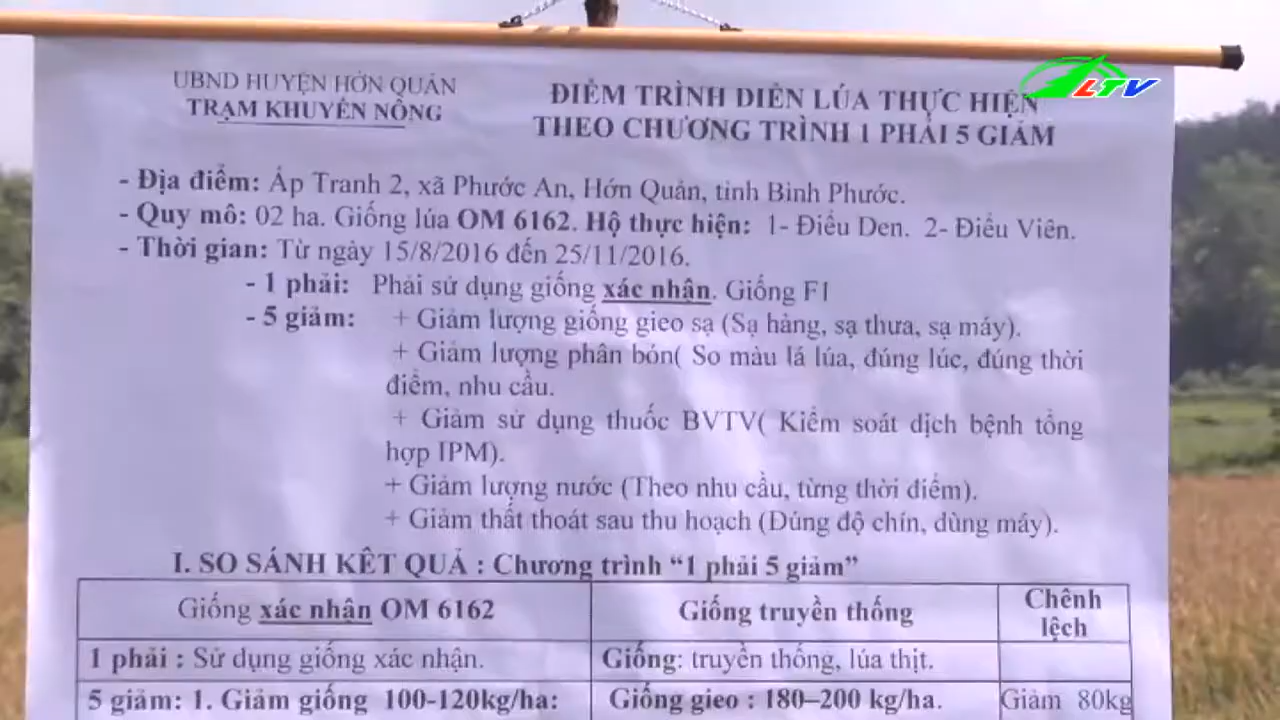 UBND HUYỆN HỚN QUẢN
TRẠM KHUYẾN NÔNG
ĐIỂM TRÌNH DIỄN LÚA THỰC HIỆN
THEO CHƯƠNG TRÌNH 1 PHẢI 5 GIẢM
LTV
- Địa điểm: Ấp Tranh 2, xã Phước An, Hớn Quản, tỉnh Bình Phước.
- Quy mô: 02 ha. Giống lúa OM 6162. Hộ thực hiện: 1- Điểu Den. 2- Điểu Viên.
- Thời gian: Từ ngày 15/8/2016 đến 25/11/2016.
- 1 phải: Phải sử dụng giống xác nhận. Giống F1
- 5 giảm: + Giảm lượng giống gieo sạ (Sạ hàng, sạ thưa, sạ máy).
+ Giảm lượng phân bón( So màu lá lúa, đúng lúc, đúng thời
điểm, nhu cầu.
+ Giảm sử dụng thuốc BVTV( Kiểm soát dịch bệnh tổng
hợp IPM).
+ Giảm lượng nước (Theo nhu cầu, từng thời điểm).
+ Giảm thất thoát sau thu hoạch (Đúng độ chín, dùng máy).
I. SO SÁNH KẾT QUẢ : Chương trình “1 phải 5 giảm”
Giống xác nhận OM 6162 Giống truyền thống Chênh
lệch
1 phải : Sử dụng giống xác nhận. Giống: truyền thống, lúa thịt.
5 giảm: 1. Giảm giống 100-120kg/ha: Giống gieo : 180–200 kg/ha. Giảm 80kg